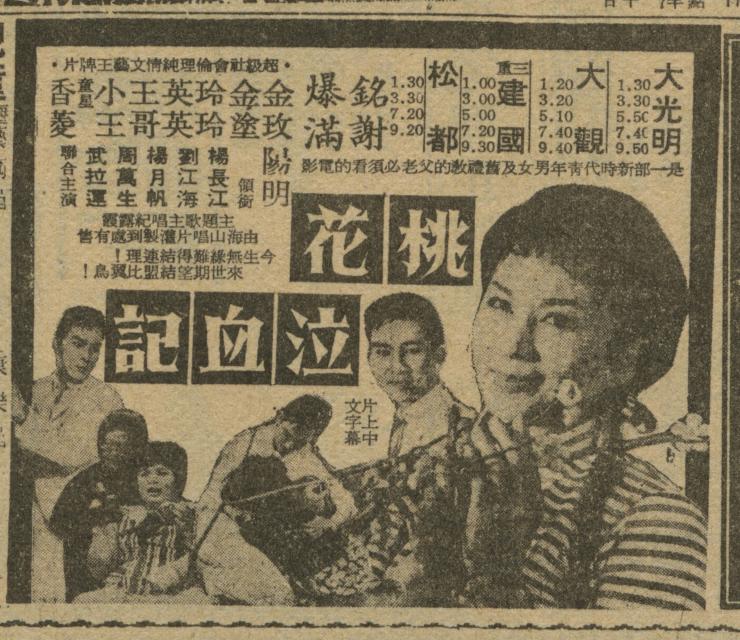 大光明
1.30
3.30
5.50
7.40
9.50
大觀
1.20
3.20
5.10
7.40
9.40
三重
建國
1.00
3.00
5.00
7.20
9.30
松都
1.30
3.30
7.20
9.20
銘謝
爆滿
是一部新時代靑年男女及舊禮敎的父老必須看的電影
•超級社會倫理純情文藝王牌片•
金玫
金塗
玲玲
英英
王哥
小王
童星
香菱
陽明
領銜
楊長江
劉江海
楊月帆
周萬生
武拉運
聯合主演
主題歌主唱紀露霞
由海山唱片灌製到處有售
今生無緣難得結連理！
來世期望結盟比翼鳥！
桃花
泣血記
片上中
文字幕